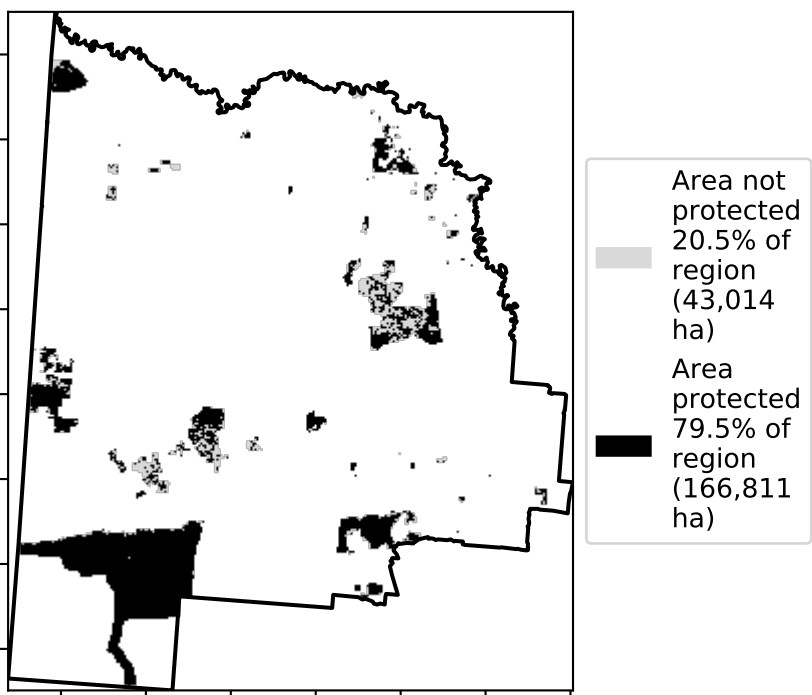 Area not
protected
20.5% of
region
(43,014
ha)
Area
protected
79.5% of
region
(166,811
ha)